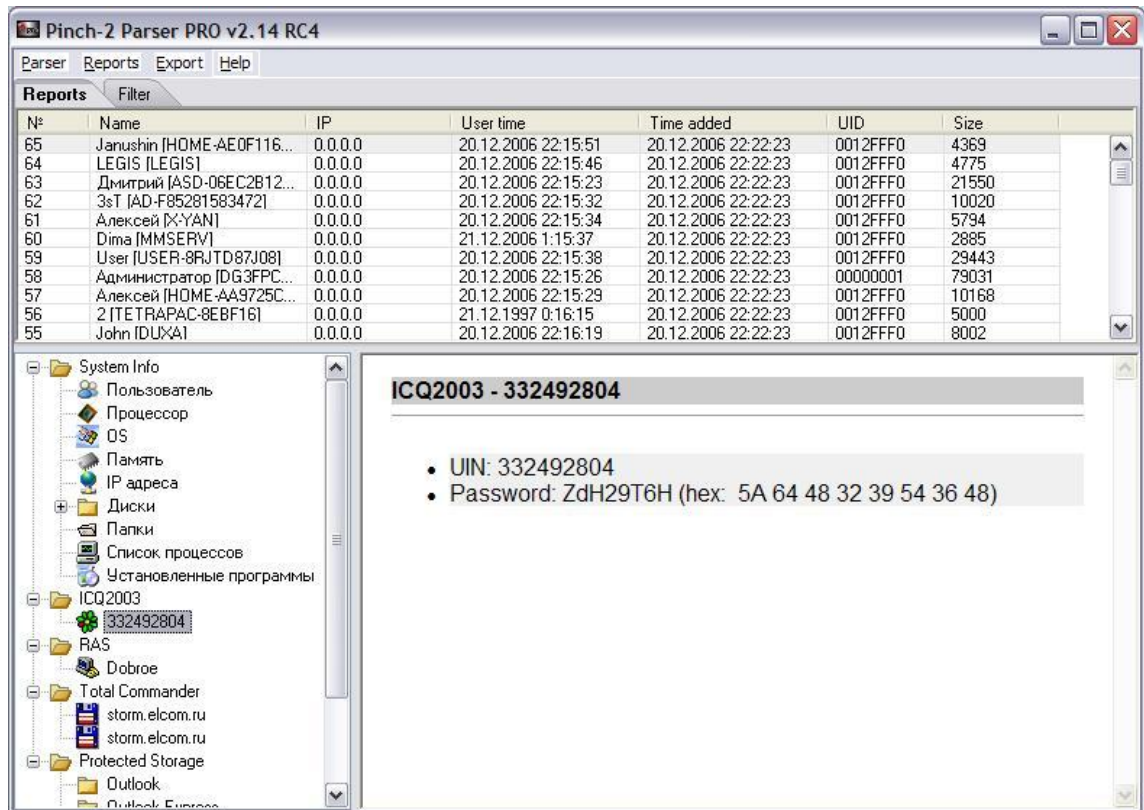 Pinch-2 Parser PRO v2.14 RC4
Parser Reports Export Help
Reports Filter
Nº Name IP User time Time added UID Size
65 Janushin [HOME-AE0F116... 0.0.0.0 20.12.2006 22:15:51 20.12.2006 22:22:23 0012FFF0 4369
64 LEGIS [LEGIS] 0.0.0.0 20.12.2006 22:15:46 20.12.2006 22:22:23 0012FFF0 4775
63 Дмитрий [ASD-06EC2B12... 0.0.0.0 20.12.2006 22:15:23 20.12.2006 22:22:23 0012FFF0 21550
62 3sT [AD-F85281583472] 0.0.0.0 20.12.2006 22:15:32 20.12.2006 22:22:23 0012FFF0 10020
61 Алексей [X-YAN] 0.0.0.0 20.12.2006 22:15:34 20.12.2006 22:22:23 0012FFF0 5794
60 Dima [MMSERV] 0.0.0.0 21.12.2006 1:15:37 20.12.2006 22:22:23 0012FFF0 2885
59 User [USER-8RJTD87J08] 0.0.0.0 20.12.2006 22:15:38 20.12.2006 22:22:23 0012FFF0 29443
58 Администратор [DG3FPC... 0.0.0.0 20.12.2006 22:15:26 20.12.2006 22:22:23 00000001 79031
57 Алексей [HOME-AA9725C... 0.0.0.0 20.12.2006 22:15:29 20.12.2006 22:22:23 0012FFF0 10168
56 2 [TETRAPAC-8EBF16] 0.0.0.0 21.12.1997 0:16:15 20.12.2006 22:22:23 0012FFF0 5000
55 John [DUXA] 0.0.0.0 20.12.2006 22:16:19 20.12.2006 22:22:23 0012FFF0 8002
System Info
Пользователь
Процессор
OS
Память
IP адреса
Диски
Папки
Список процессов
Установленные программы
ICQ2003
332492804
RAS
Dobroe
Total Commander
storm.elcom.ru
storm.elcom.ru
Protected Storage
Outlook
Outlook Express
ICQ2003 - 332492804
• UIN: 332492804
• Password: ZdH29T6H (hex: 5A 64 48 32 39 54 36 48)